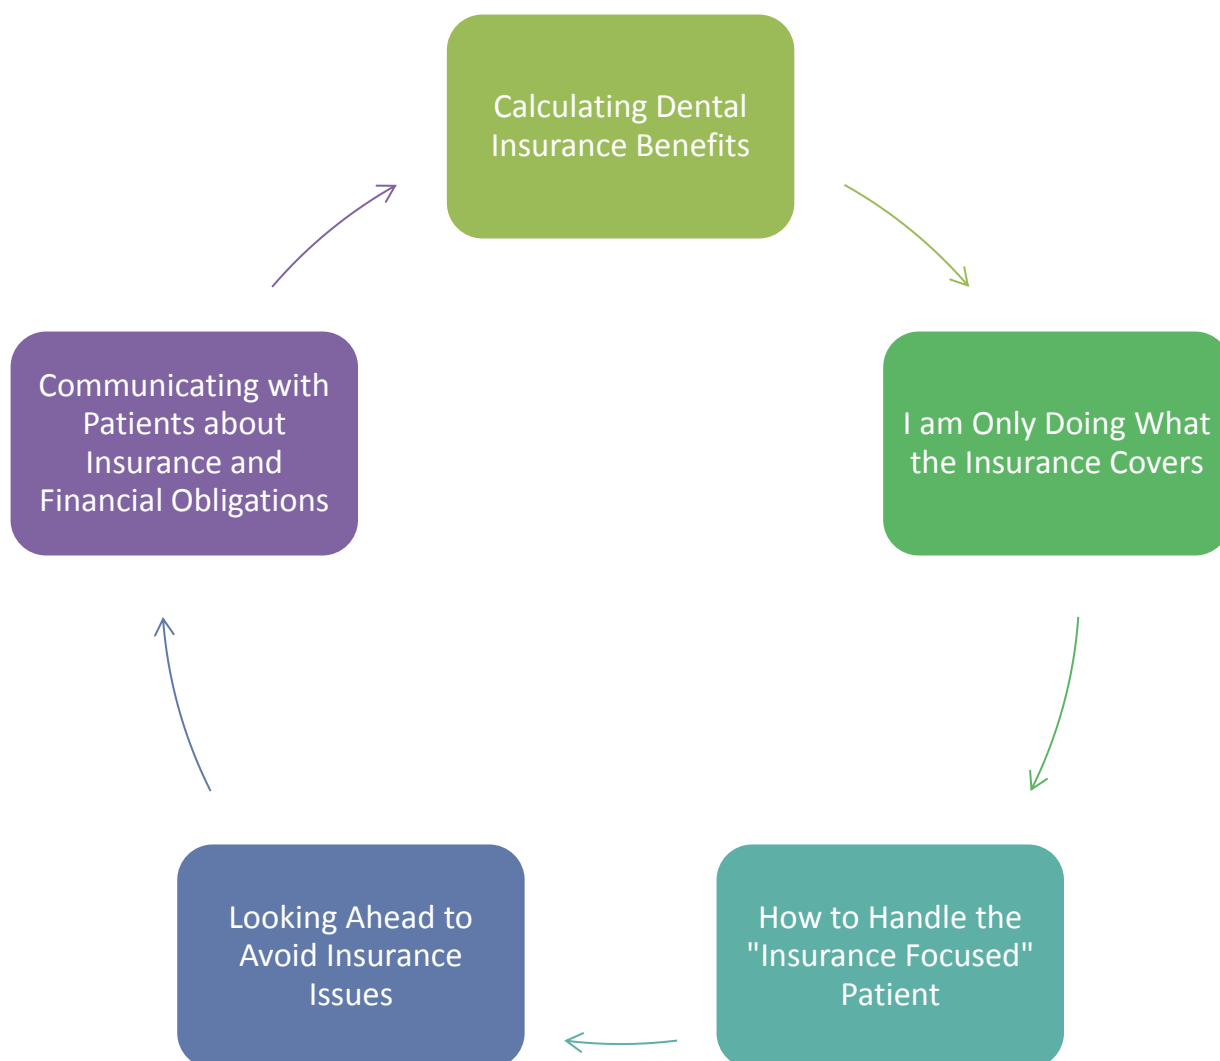 Calculating Dental
Insurance Benefits
I am Only Doing What
the Insurance Covers
How to Handle the
"Insurance Focused"
Patient
Looking Ahead to
Avoid Insurance
Issues
Communicating with
Patients about
Insurance and
Financial Obligations